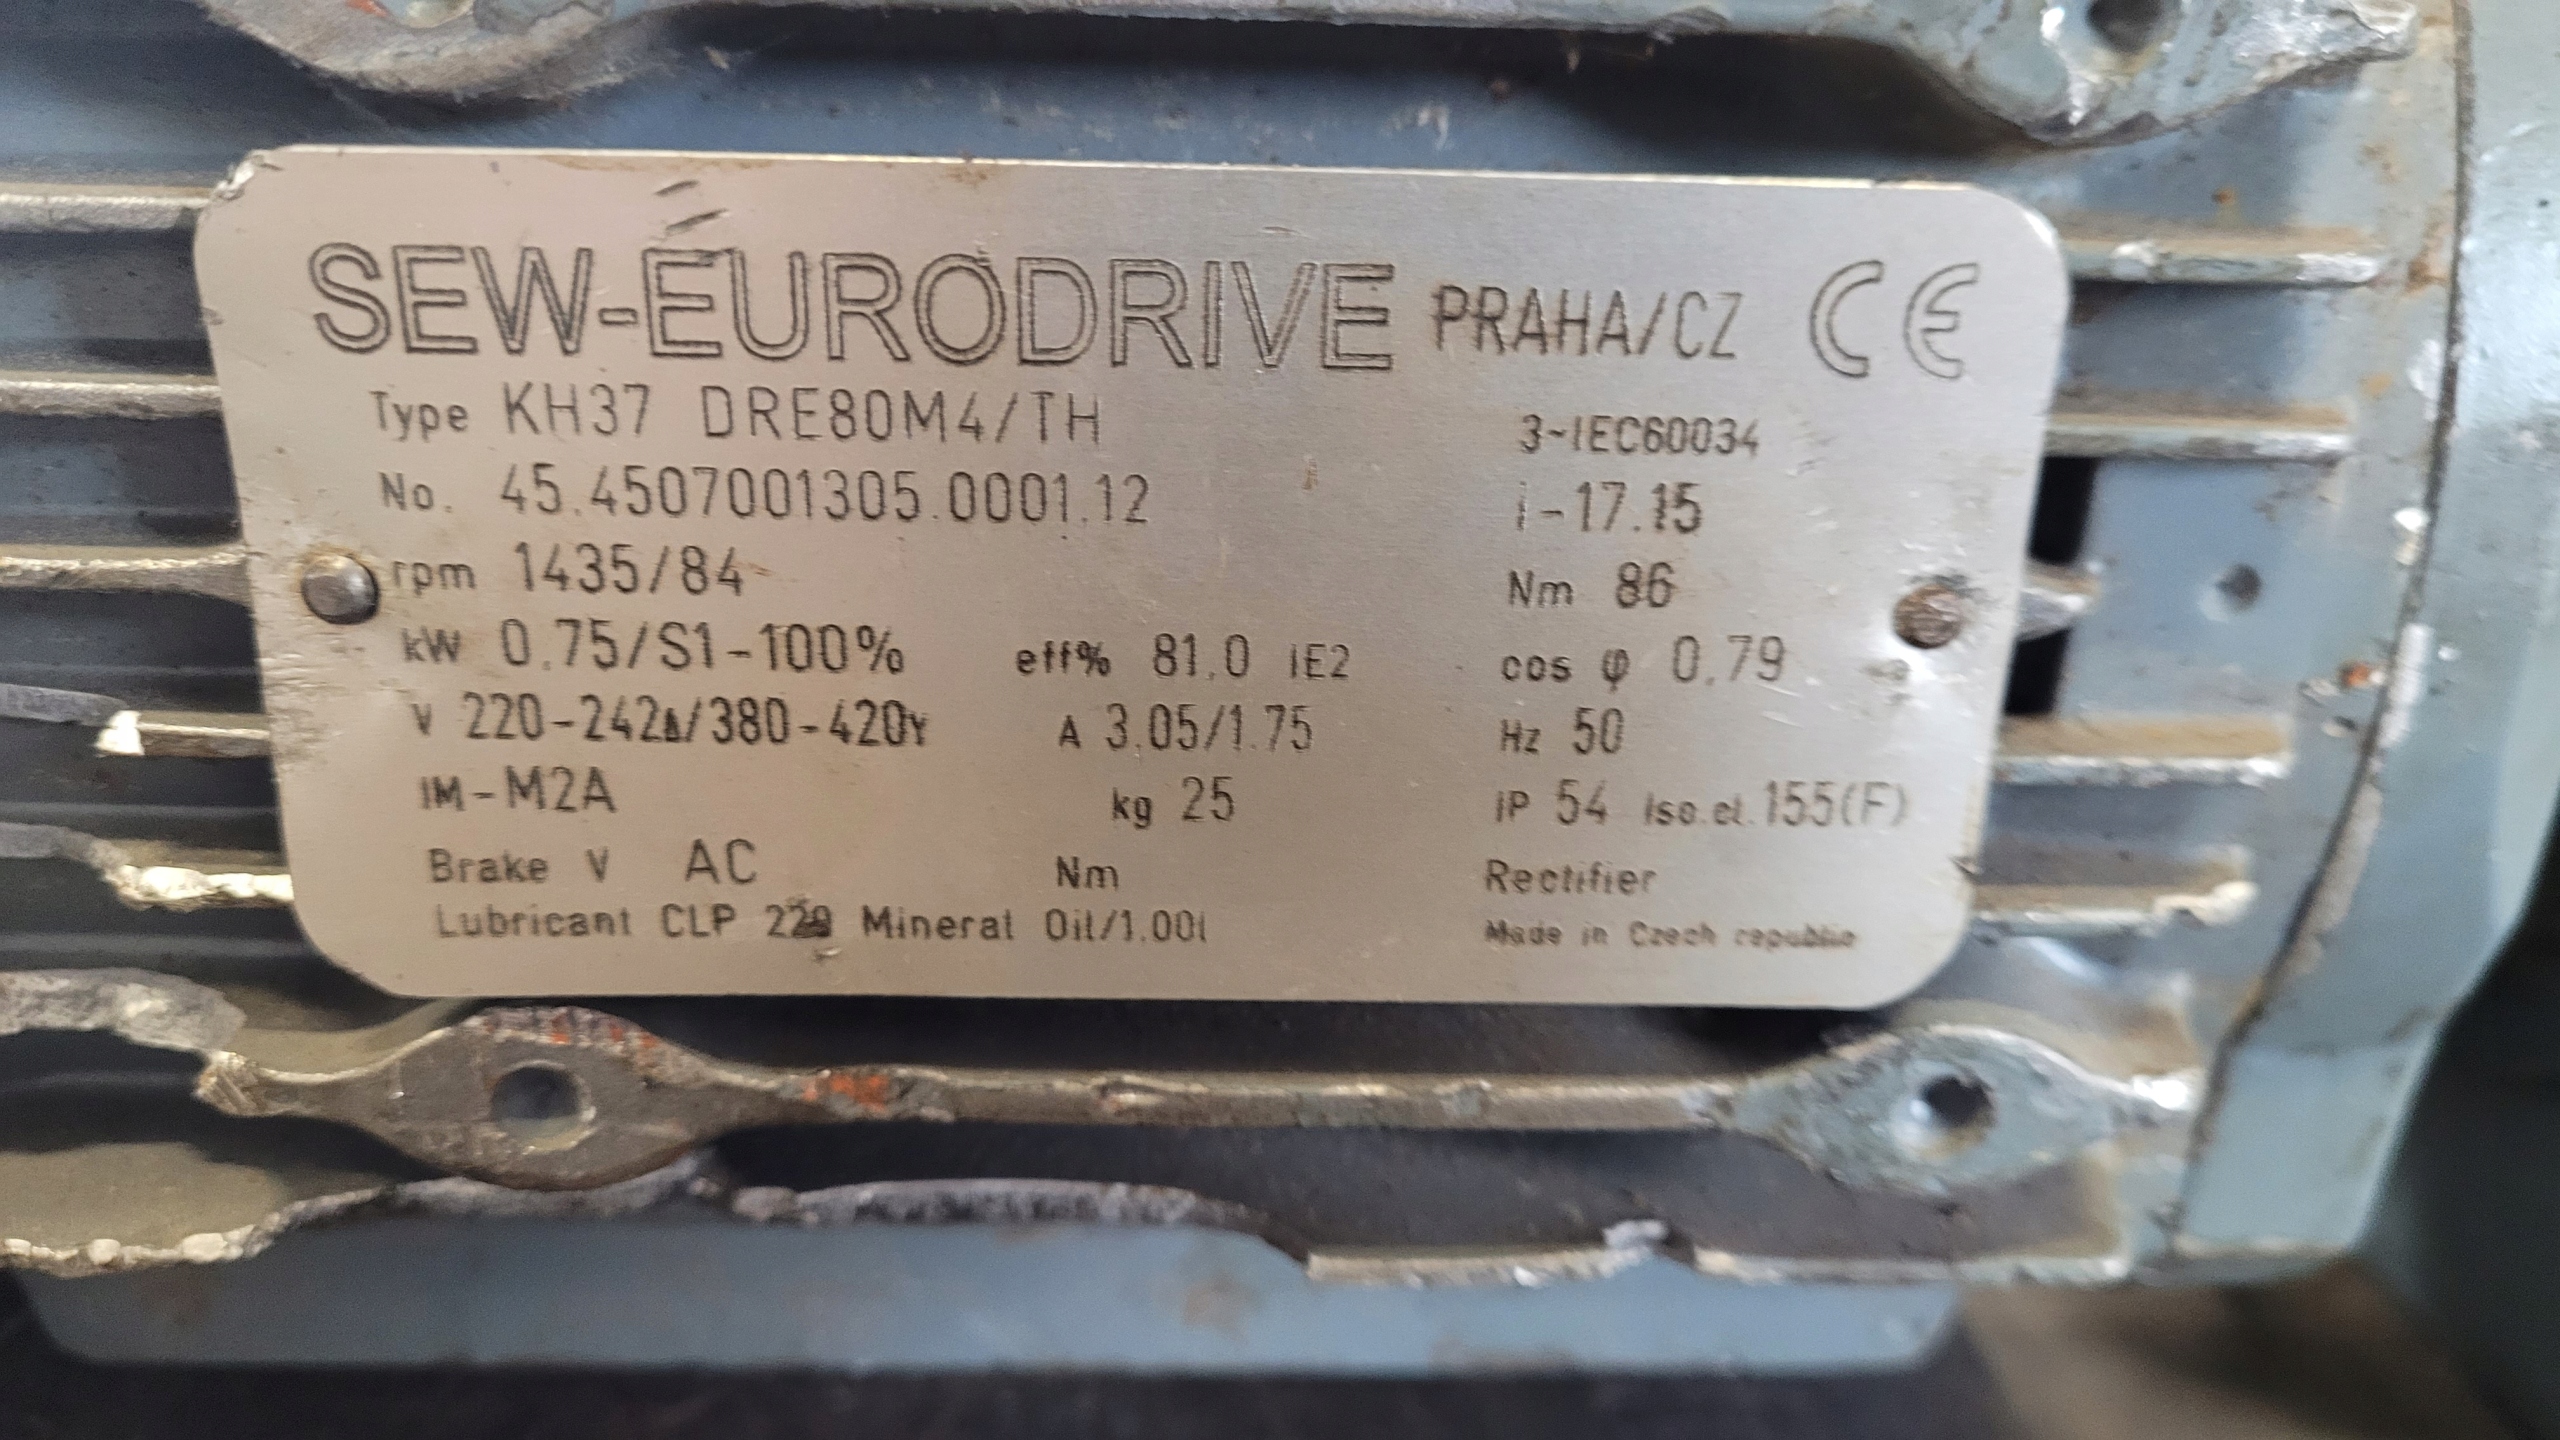 SEW-EURODRIVE PRAHA/CZ CE
Type KH37 DRE80M4/TH 3~IEC60034
No. 45.4507001305.0001.12 i-17.15
rpm 1435/84 Nm 86
kW 0.75/S1-100% eff% 81.0 IE2 cos φ 0.79
V 220-242Δ/380-420Y A 3.05/1.75 Hz 50
IM-M2A kg 25 IP 54 Iso.cl. 155(F)
Brake V AC Nm Rectifier
Lubricant CLP Mineral Oil/1.00l Made in Czech republic